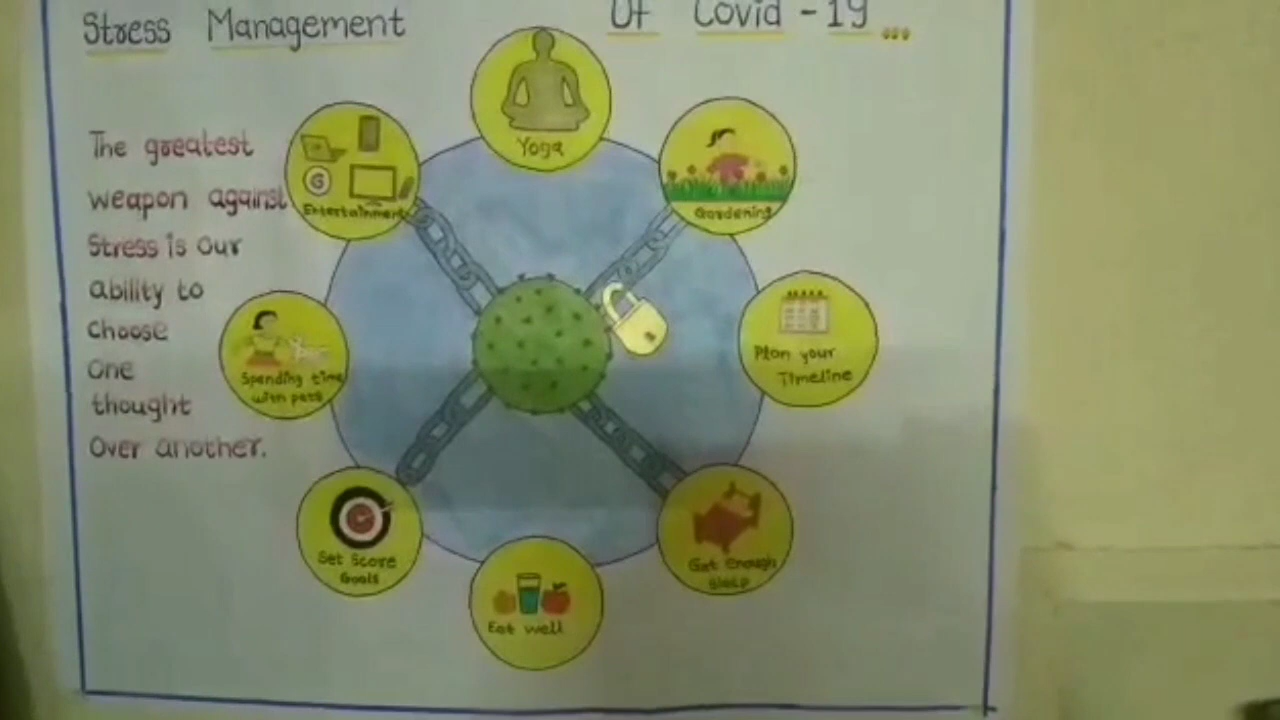 Stress Management Of Covid - 19 ...
The greatest
weapon against
Stress is our
ability to
Choose
one
thought
Over another.
Yoga
Gardening
Plan your
Timeline
Get Enough
Sleep
Eat well
Set Score
Goals
Spending time
with pets
Entertainment
G